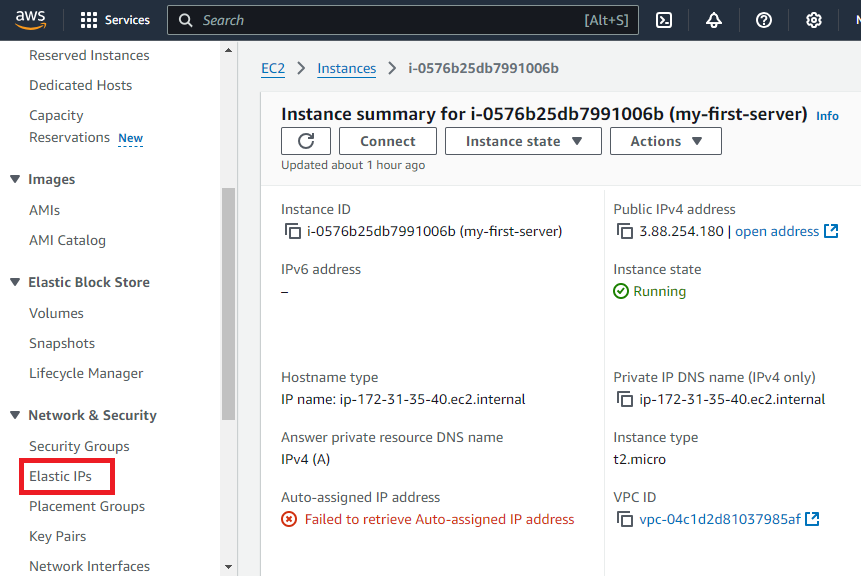 aws
Services
Search
[Alt+S]
N
Reserved Instances
Dedicated Hosts
Capacity
Reservations New
Images
AMIs
AMI Catalog
Elastic Block Store
Volumes
Snapshots
Lifecycle Manager
Network & Security
Security Groups
Elastic IPs
Placement Groups
Key Pairs
Network Interfaces
EC2 > Instances > i-0576b25db7991006b
Instance summary for i-0576b25db7991006b (my-first-server) Info
Connect
Instance state
Actions
Updated about 1 hour ago
Instance ID
i-0576b25db7991006b (my-first-server)
Public IPv4 address
3.88.254.180 | open address
IPv6 address
–
Instance state
Running
Hostname type
IP name: ip-172-31-35-40.ec2.internal
Private IP DNS name (IPv4 only)
ip-172-31-35-40.ec2.internal
Answer private resource DNS name
IPv4 (A)
Instance type
t2.micro
Auto-assigned IP address
Failed to retrieve Auto-assigned IP address
VPC ID
vpc-04c1d2d81037985af